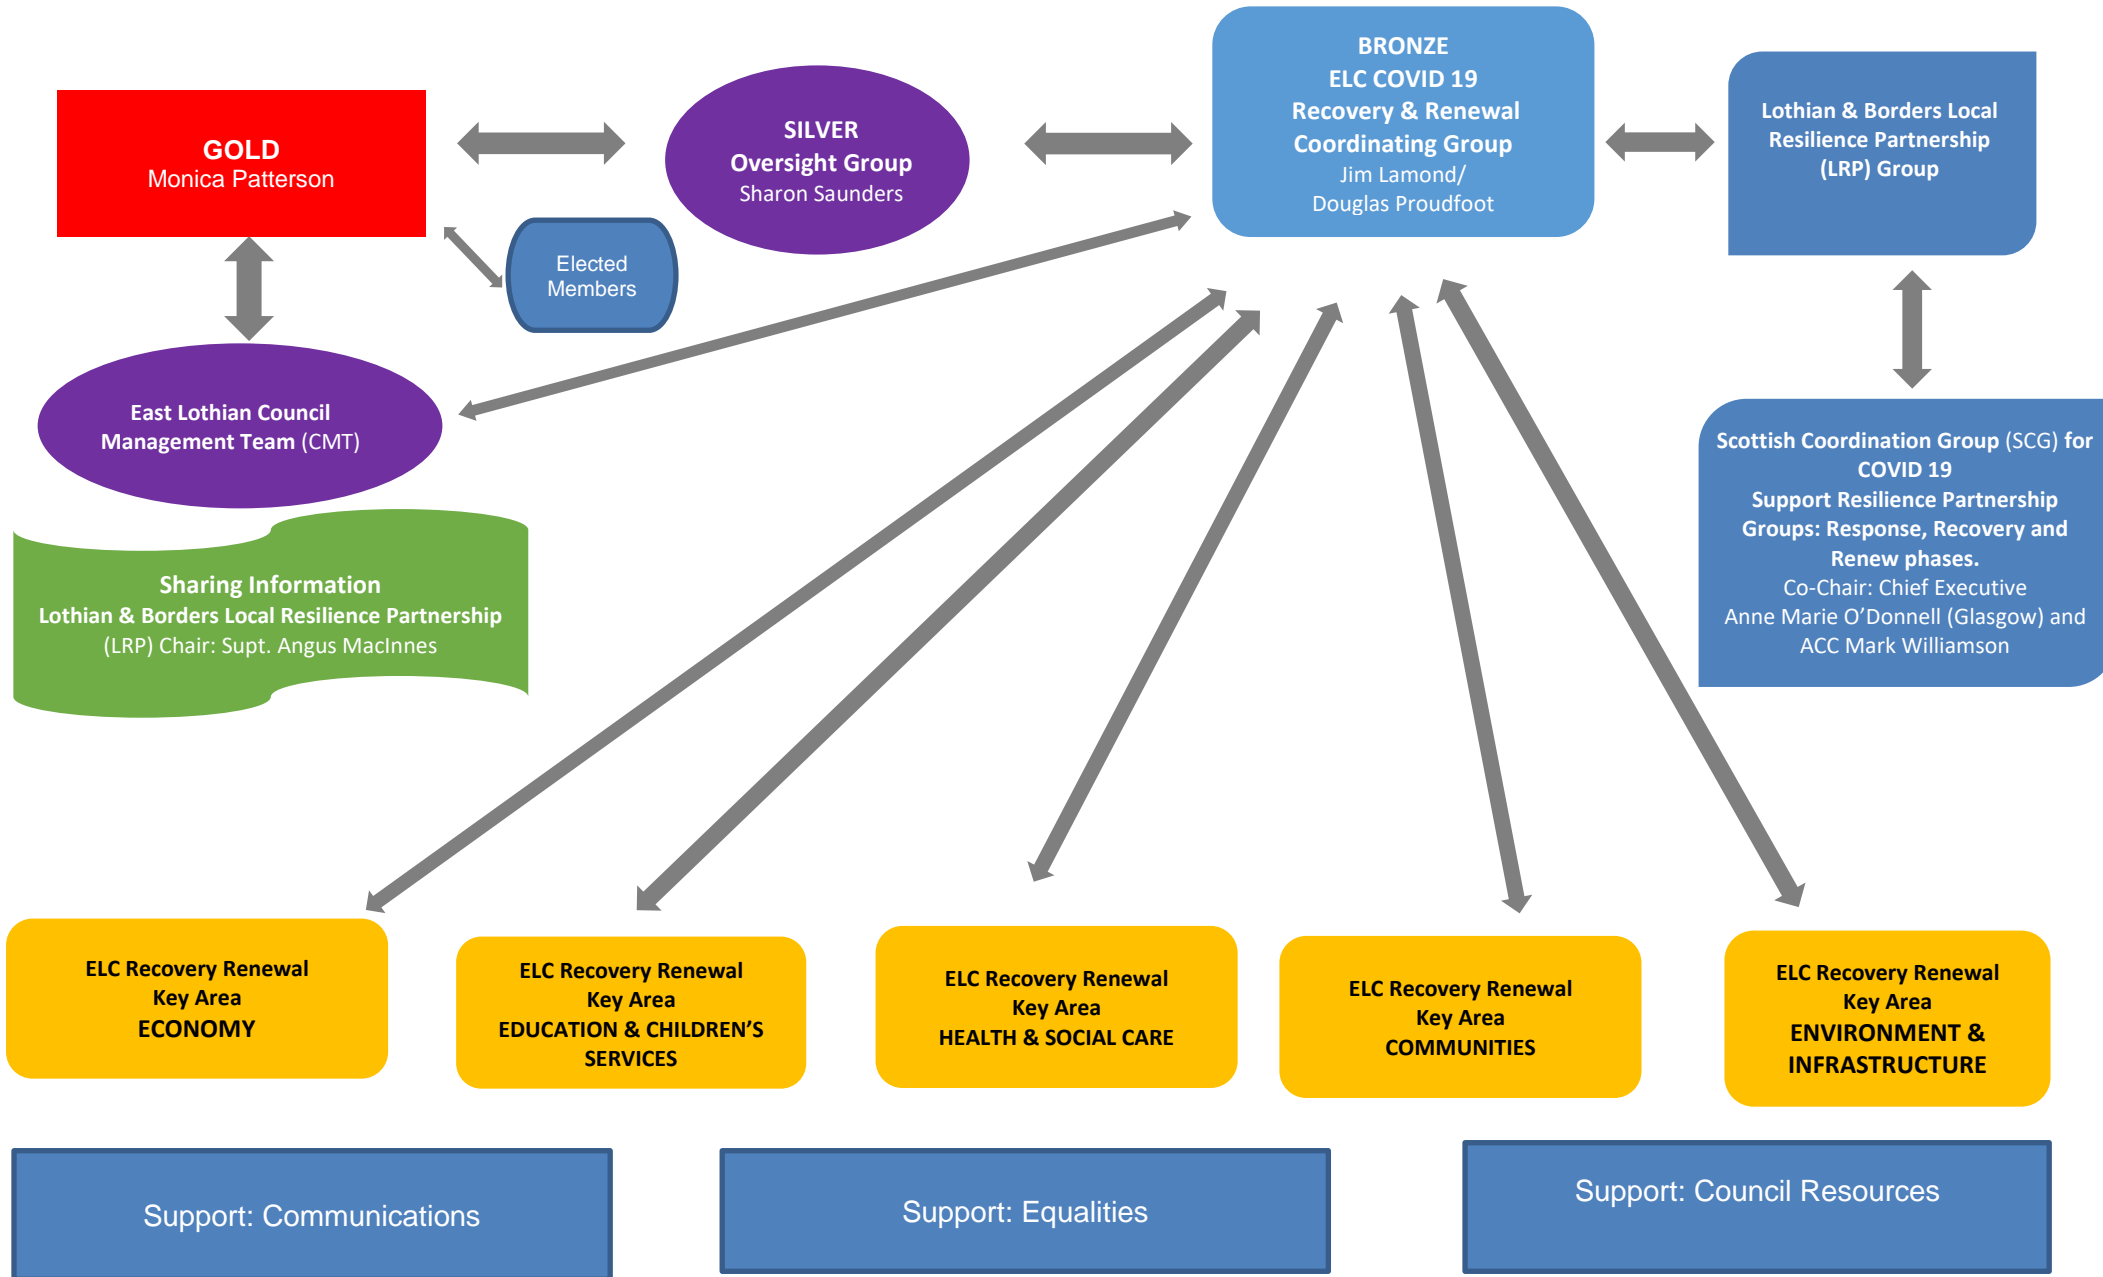 GOLD
Monica Patterson
SILVER
Oversight Group
Sharon Saunders
BRONZE
ELC COVID 19
Recovery & Renewal
Coordinating Group
Jim Lamond/
Douglas Proudfoot
Lothian & Borders Local
Resilience Partnership
(LRP) Group
Elected
Members
East Lothian Council
Management Team (CMT)
Scottish Coordination Group (SCG) for
COVID 19
Support Resilience Partnership
Groups: Response, Recovery and
Renew phases.
Co-Chair: Chief Executive
Anne Marie O’Donnell (Glasgow) and
ACC Mark Williamson
Sharing Information
Lothian & Borders Local Resilience Partnership
(LRP) Chair: Supt. Angus MacInnes
ELC Recovery Renewal
Key Area
ECONOMY
ELC Recovery Renewal
Key Area
EDUCATION & CHILDREN’S
SERVICES
ELC Recovery Renewal
Key Area
HEALTH & SOCIAL CARE
ELC Recovery Renewal
Key Area
COMMUNITIES
ELC Recovery Renewal
Key Area
ENVIRONMENT &
INFRASTRUCTURE
Support: Communications
Support: Equalities
Support: Council Resources